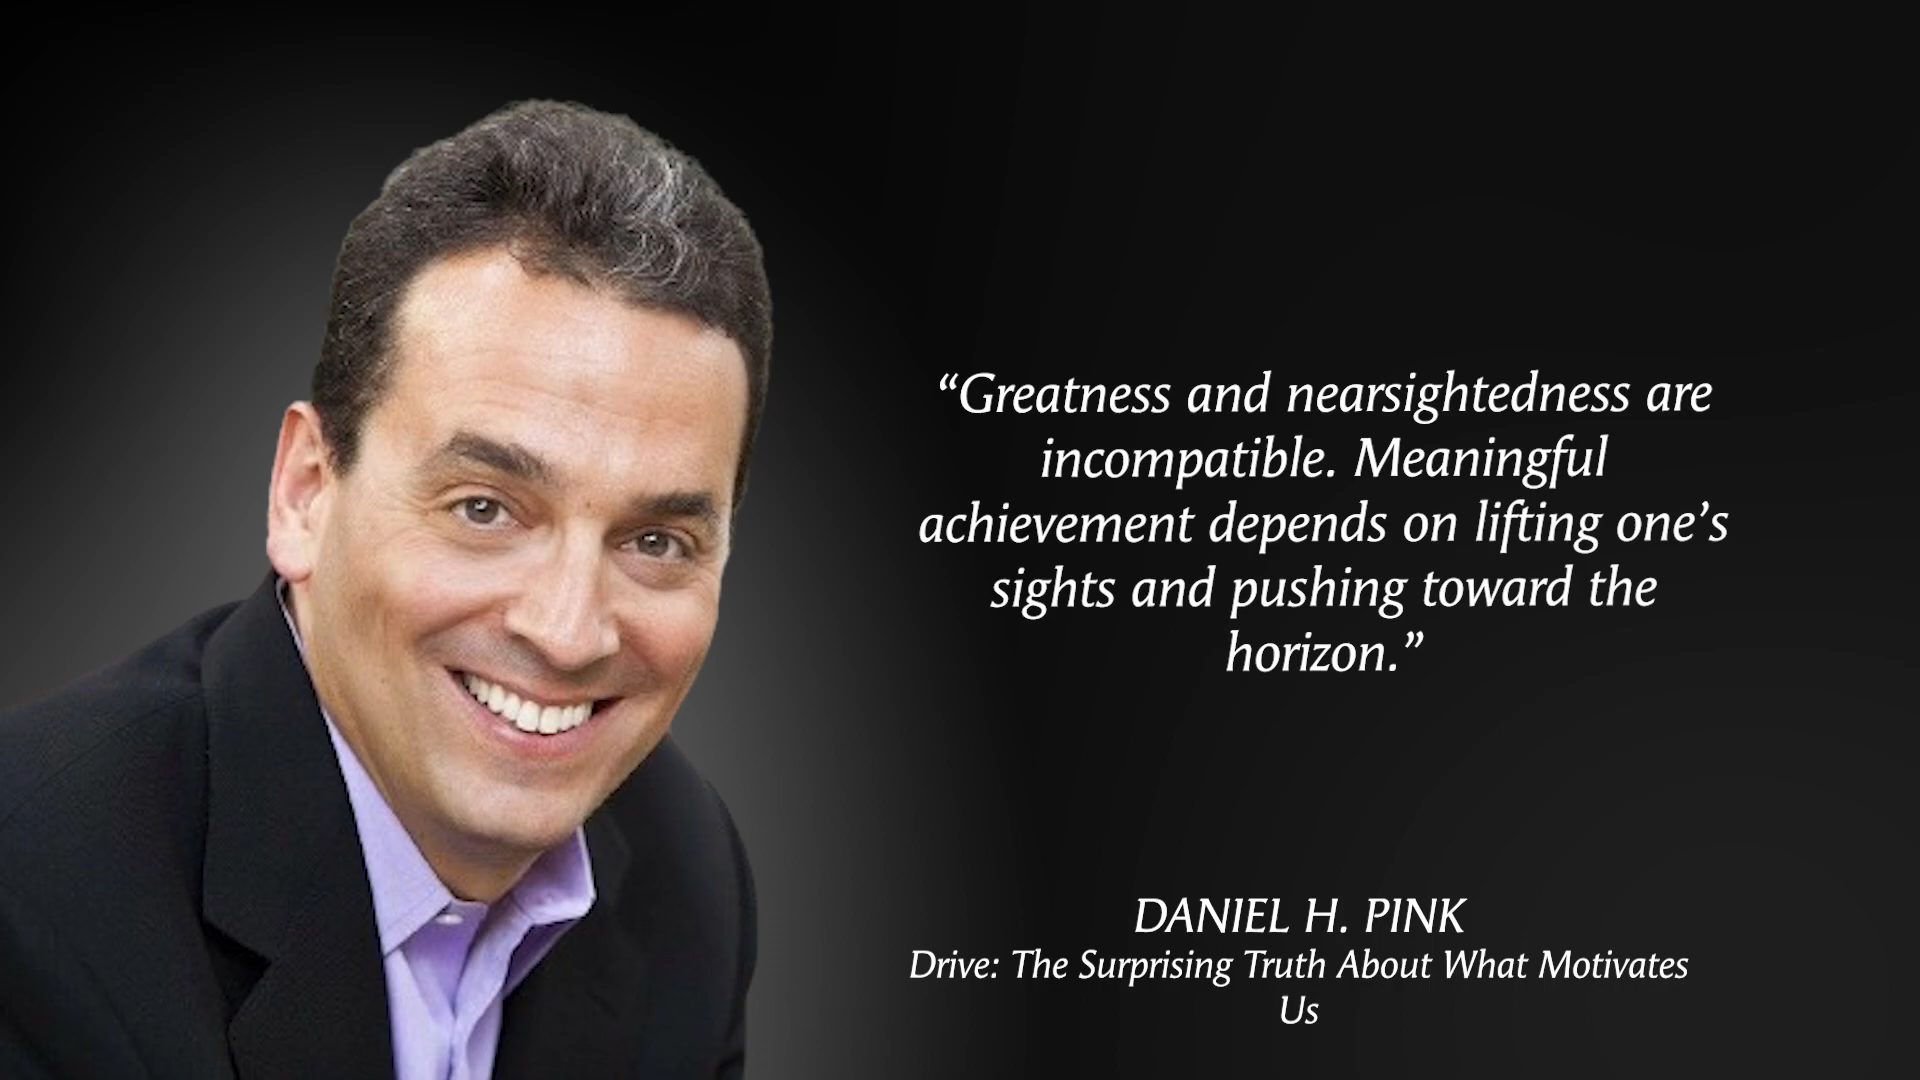 “Greatness and nearsightedness are
incompatible. Meaningful
achievement depends on lifting one’s
sights and pushing toward the
horizon.”
DANIEL H. PINK
Drive: The Surprising Truth About What Motivates
Us